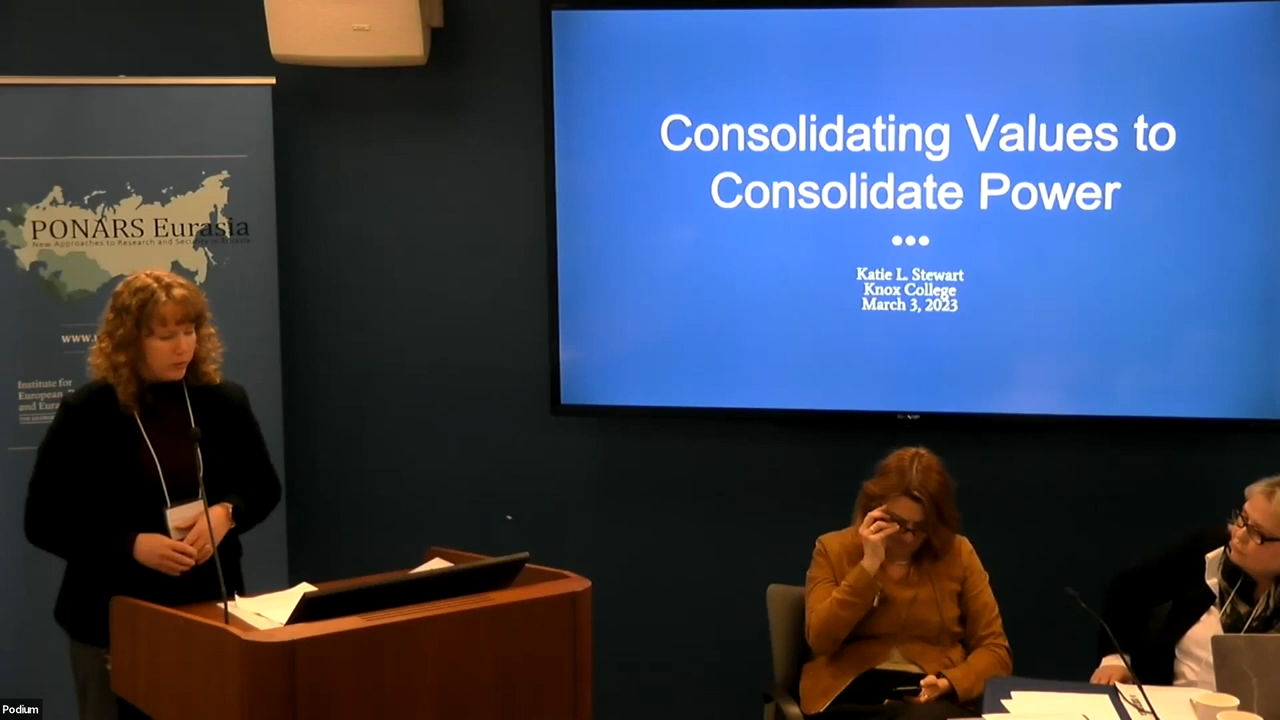 Consolidating Values to
Consolidate Power
Katie L. Stewart
Knox College
March 3, 2023
PONARS Eurasia
New Approaches to Research and Security in Eurasia
www.
Institute for
European,
and Eura
Podium